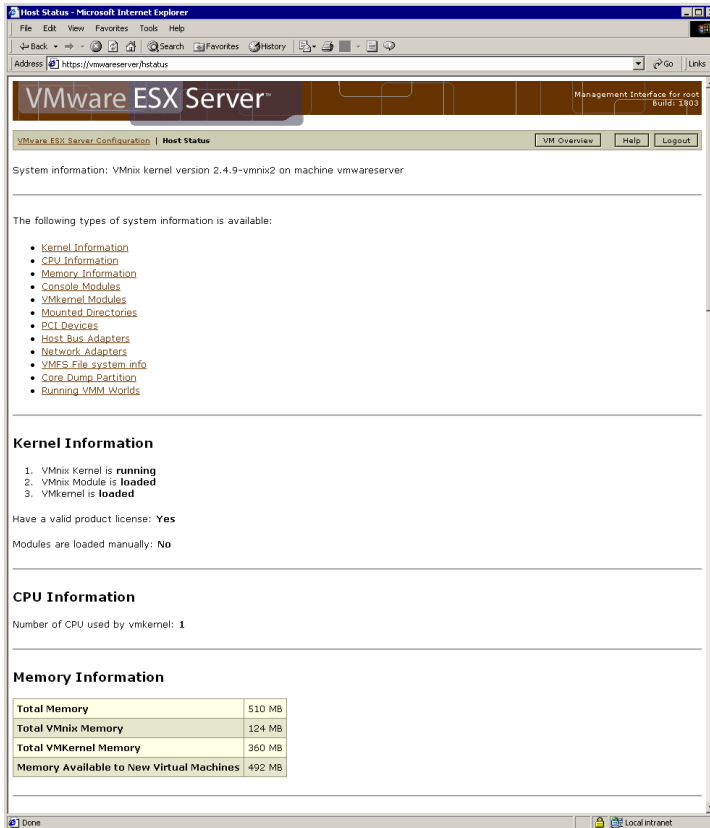 Host Status - Microsoft Internet Explorer
File Edit View Favorites Tools Help
Back Search Favorites History
Address https://vmwareserver/hstatus Go Links
VMware ESX Server™
Management Interface for root
Build: 1803
VMware ESX Server Configuration | Host Status VM Overview Help Logout
System information: VMnix kernel version 2.4.9-vmnix2 on machine vmwareserver
The following types of system information is available:
• Kernel Information
• CPU Information
• Memory Information
• Console Modules
• VMkernel Modules
• Mounted Directories
• PCI Devices
• Host Bus Adapters
• Network Adapters
• VMFS File system info
• Core Dump Partition
• Running VMM Worlds
Kernel Information
1. VMnix Kernel is running
2. VMnix Module is loaded
3. VMkernel is loaded
Have a valid product license: Yes
Modules are loaded manually: No
CPU Information
Number of CPU used by vmkernel: 1
Memory Information
Total Memory 510 MB
Total VMnix Memory 124 MB
Total VMKernel Memory 360 MB
Memory Available to New Virtual Machines 492 MB
Done Local intranet